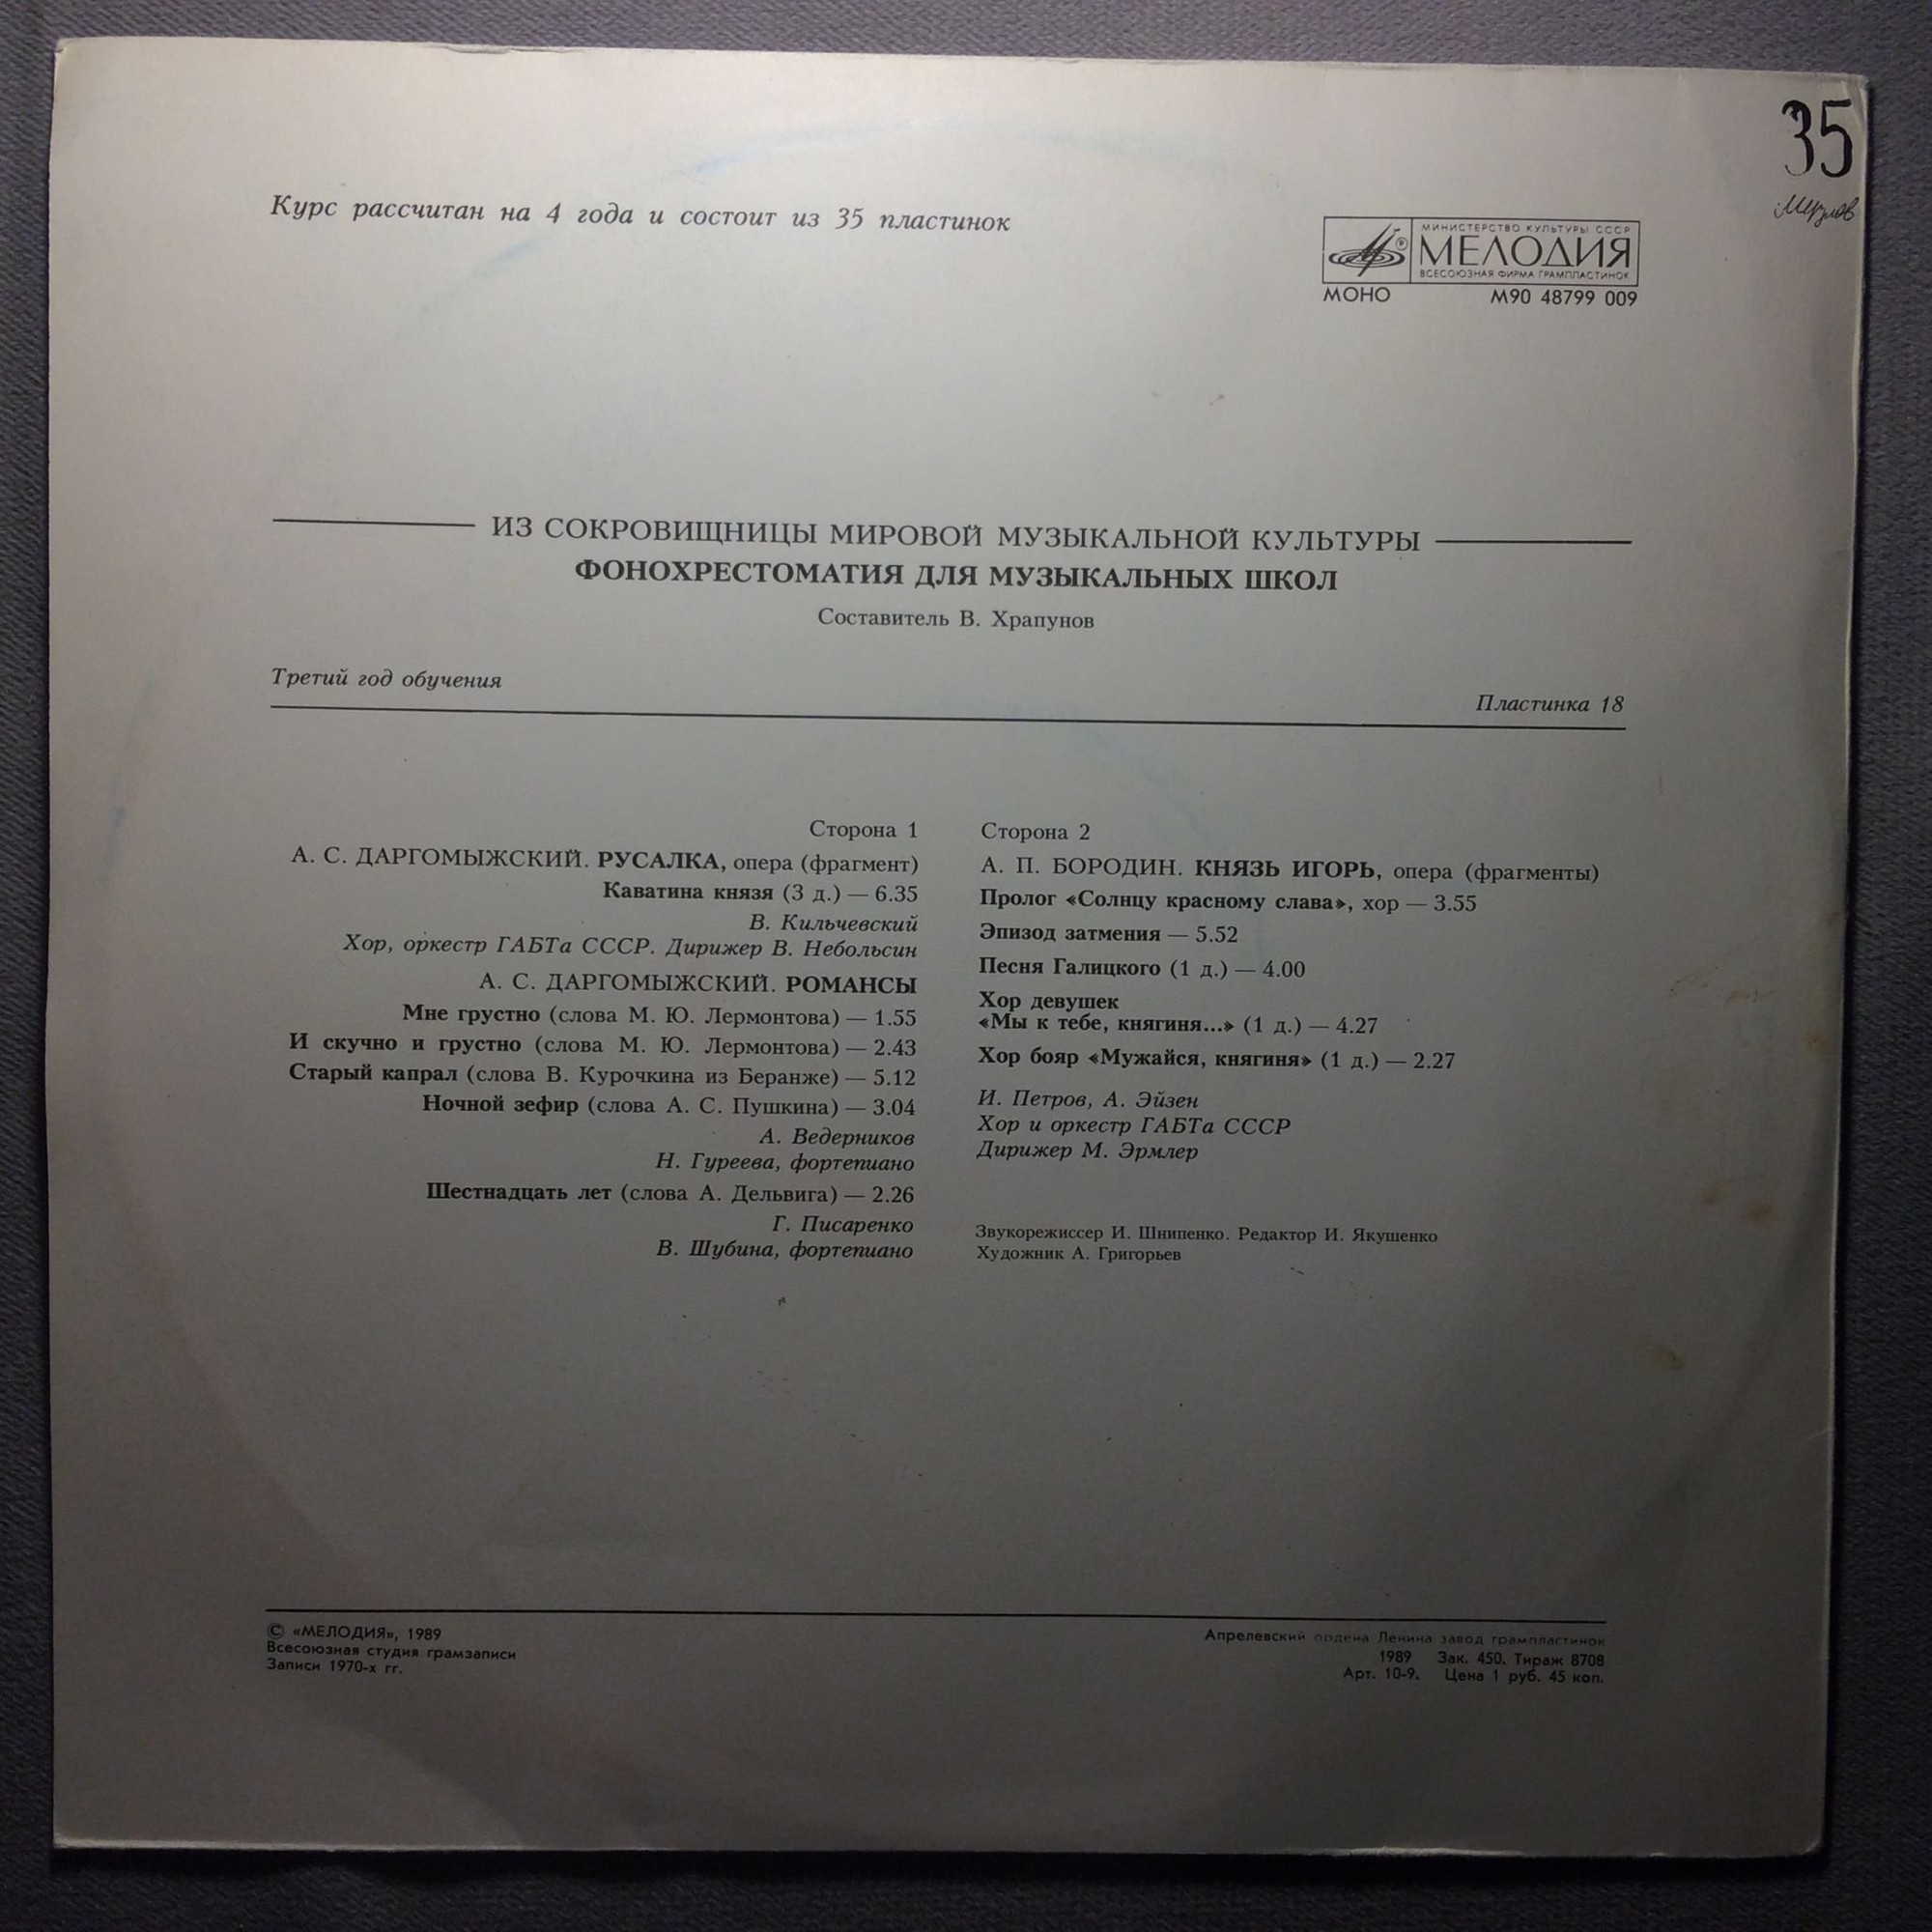 35
Курс рассчитан на 4 года и состоит из 35 пластинок
МИНИСТЕРСТВО КУЛЬТУРЫ СССР
МЕЛОДИЯ
ВСЕСОЮЗНАЯ ФИРМА ГРАМПЛАСТИНОК
МОНО М90 48799 009
ИЗ СОКРОВИЩНИЦЫ МИРОВОЙ МУЗЫКАЛЬНОЙ КУЛЬТУРЫ
ФОНОХРЕСТОМАТИЯ ДЛЯ МУЗЫКАЛЬНЫХ ШКОЛ
Составитель В. Храпунов
Третий год обучения
Пластинка 18
Сторона 1
А. С. ДАРГОМЫЖСКИЙ. РУСАЛКА, опера (фрагмент)
Каватина князя (3 д.) — 6.35
В. Кильчевский
Хор, оркестр ГАБТа СССР. Дирижер В. Небольсин
А. С. ДАРГОМЫЖСКИЙ. РОМАНСЫ
Мне грустно (слова М. Ю. Лермонтова) — 1.55
И скучно и грустно (слова М. Ю. Лермонтова) — 2.43
Старый капрал (слова В. Курочкина из Беранже) — 5.12
Ночной зефир (слова А. С. Пушкина) — 3.04
А. Ведерников
Н. Гуреева, фортепиано
Шестнадцать лет (слова А. Дельвига) — 2.26
Г. Писаренко
В. Шубина, фортепиано
Сторона 2
А. П. БОРОДИН. КНЯЗЬ ИГОРЬ, опера (фрагменты)
Пролог «Солнцу красному слава», хор — 3.55
Эпизод затмения — 5.52
Песня Галицкого (1 д.) — 4.00
Хор девушек
«Мы к тебе, княгиня...» (1 д.) — 4.27
Хор бояр «Мужайся, княгиня» (1 д.) — 2.27
И. Петров, А. Эйзен
Хор и оркестр ГАБТа СССР
Дирижер М. Эрмлер
Звукорежиссер И. Шнипенко. Редактор И. Якушенко
Художник А. Григорьев
© «МЕЛОДИЯ», 1989
Всесоюзная студия грамзаписи
Записи 1970-х гг.
Апрелевский ордена Ленина завод грампластинок
1989 Зак. 450. Тираж 8708
Арт. 10-9. Цена 1 руб. 45 коп.